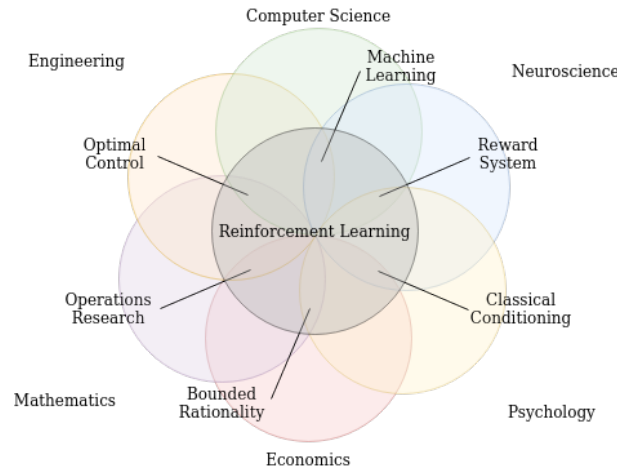 Computer Science
Engineering
Machine
Learning
Neuroscience
Optimal
Control
Reward
System
Reinforcement Learning
Operations
Research
Classical
Conditioning
Bounded
Rationality
Mathematics
Psychology
Economics